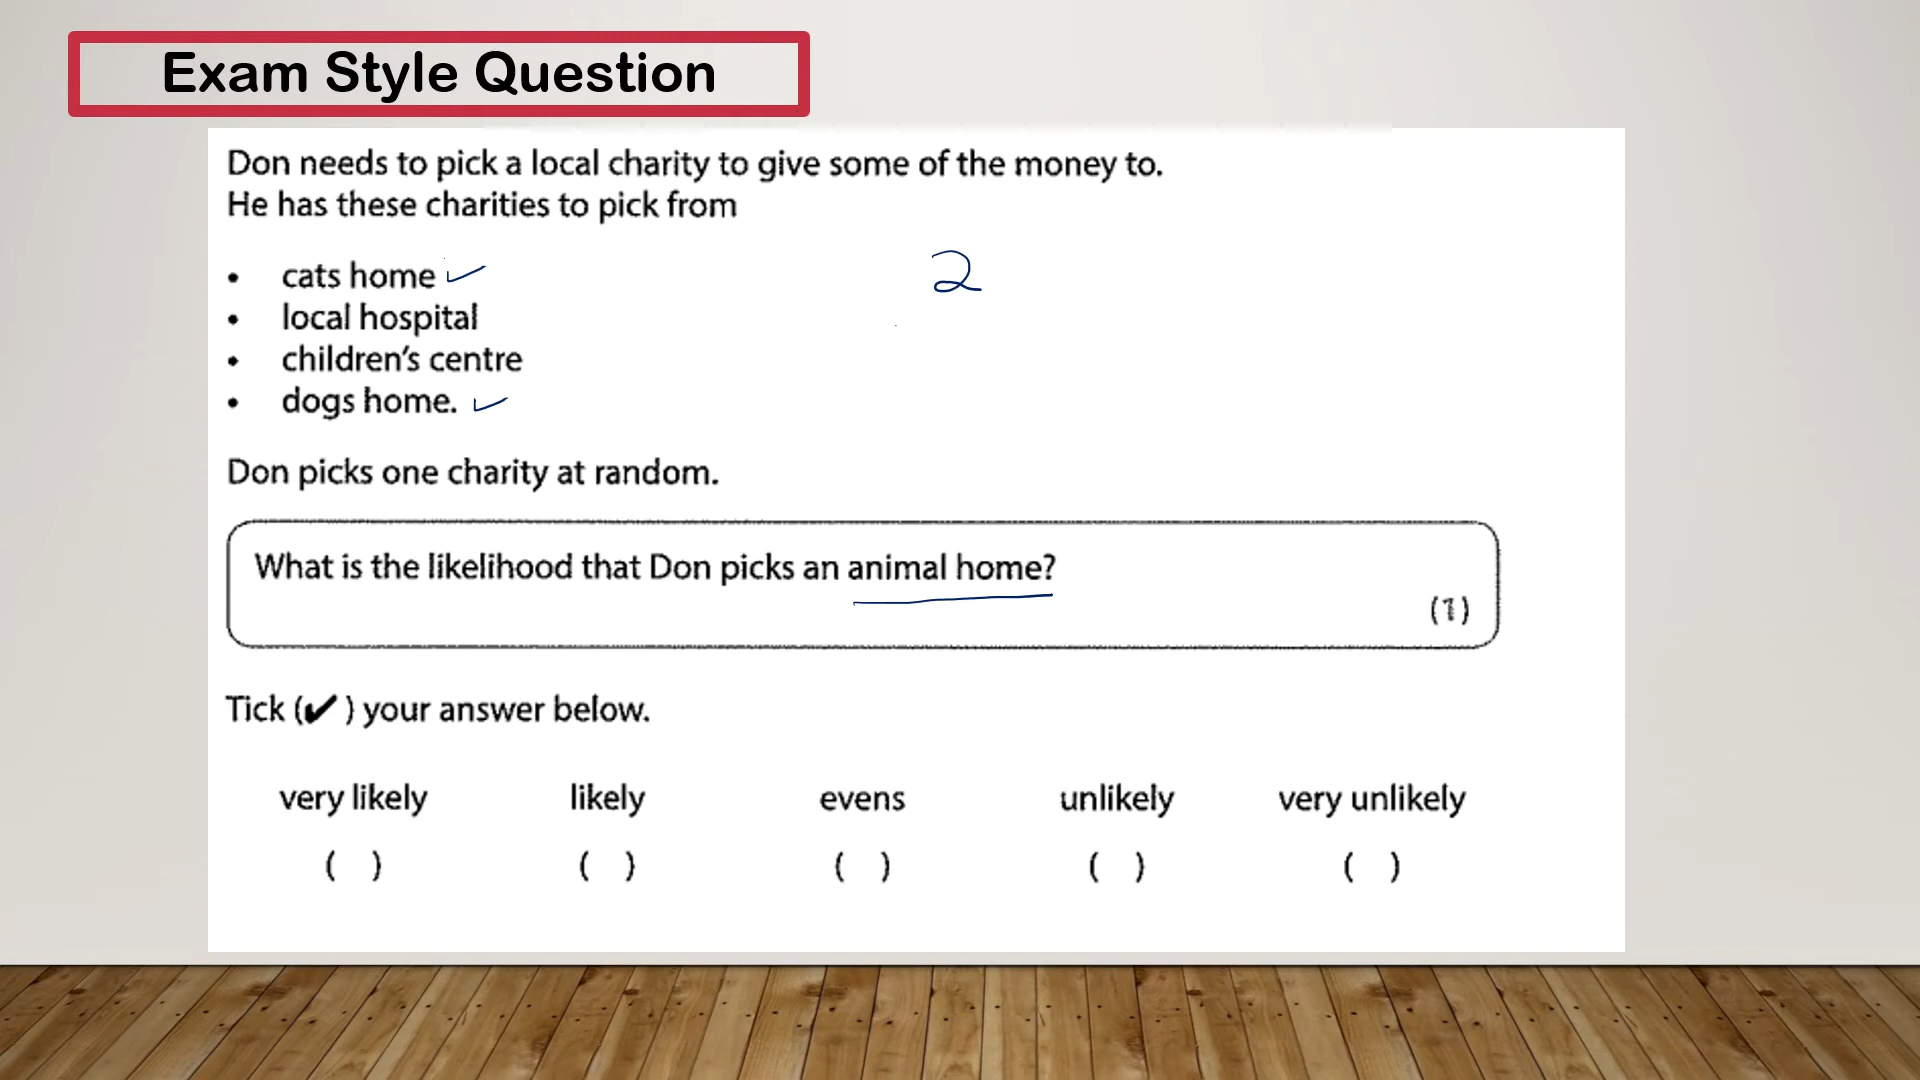 Exam Style Question
Don needs to pick a local charity to give some of the money to.
He has these charities to pick from
• cats home ✓
2
• local hospital
• children's centre
• dogs home. ✓
Don picks one charity at random.
What is the likelihood that Don picks an animal home?
(1)
Tick (✔ ) your answer below.
very likely likely evens unlikely very unlikely
( ) ( ) ( ) ( ) ( )